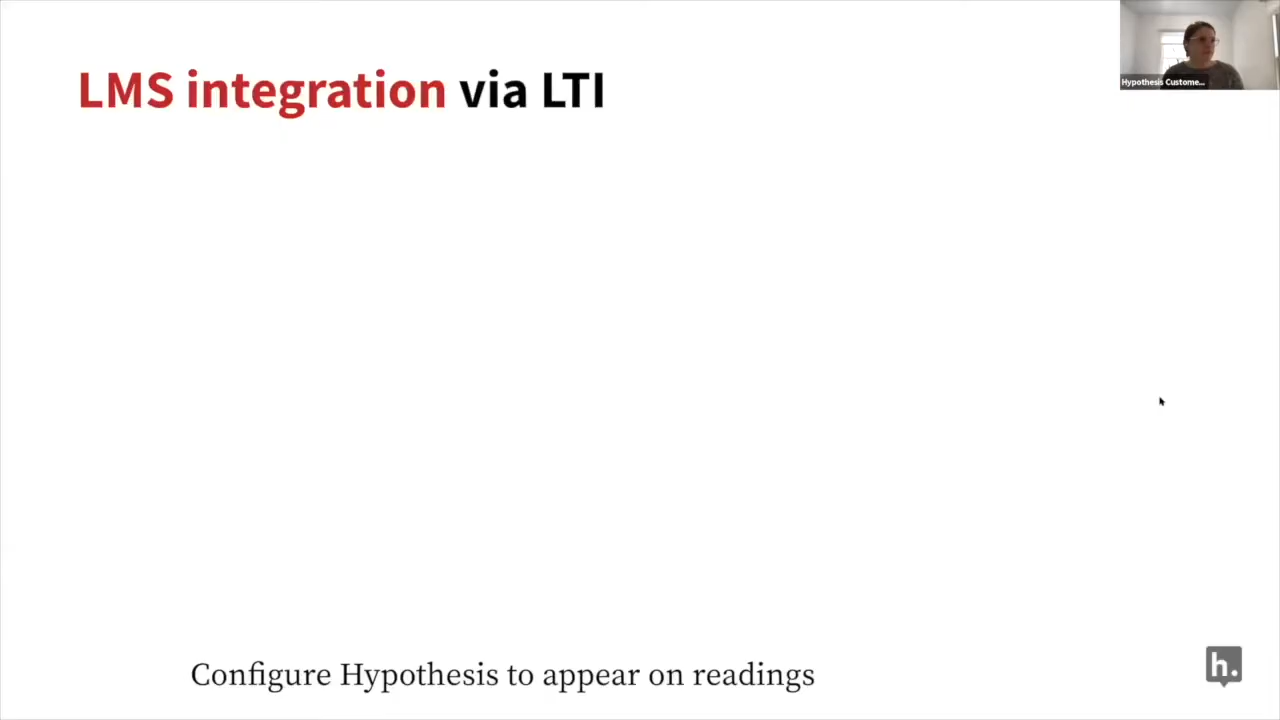 LMS integration via LTI
Hypothesis Custome...
Configure Hypothesis to appear on readings
h.